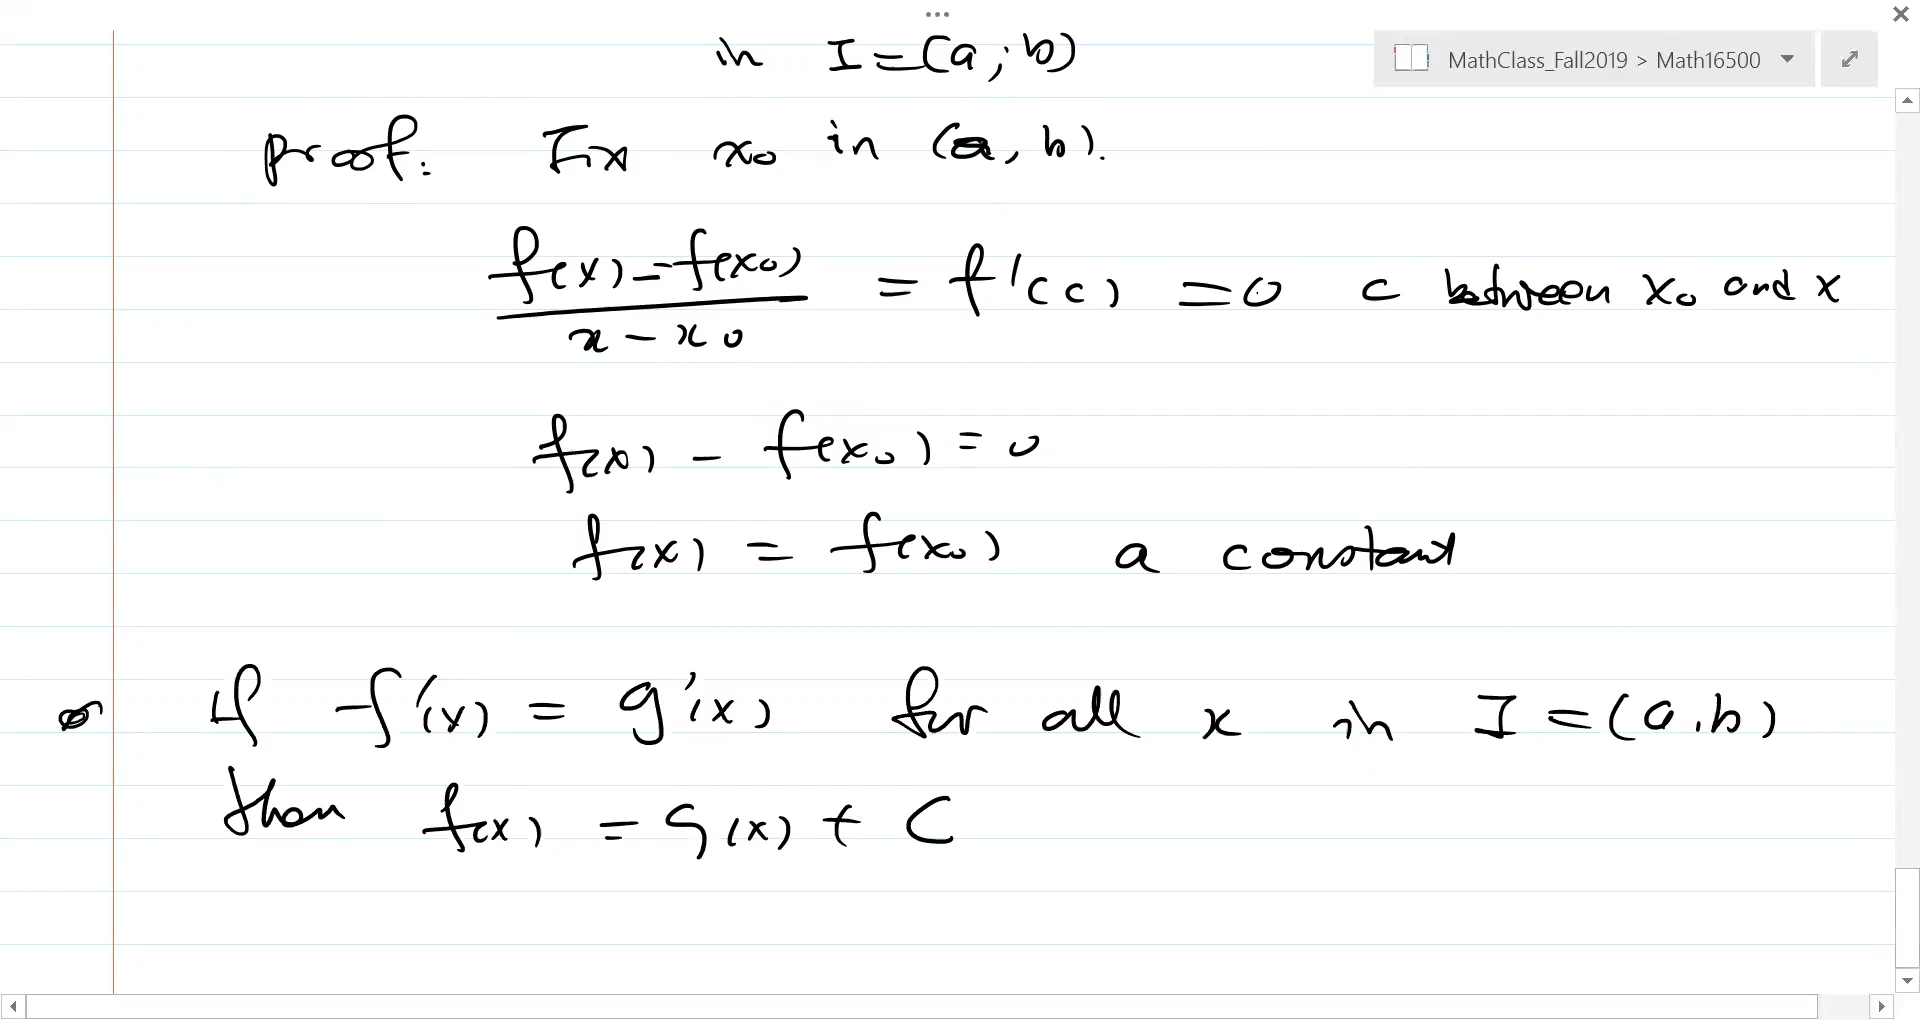 in I = (a, b)
MathClass_Fall2019 > Math16500
proof: Fix x₀ in (a, b).
f(x) - f(x₀) / x - x₀ = f'(c) = 0 c between x₀ and x
f(x) - f(x₀) = 0
f(x) = f(x₀) a constant
If f'(x) = g'(x) for all x in I = (a, b)
then f(x) = g(x) + C